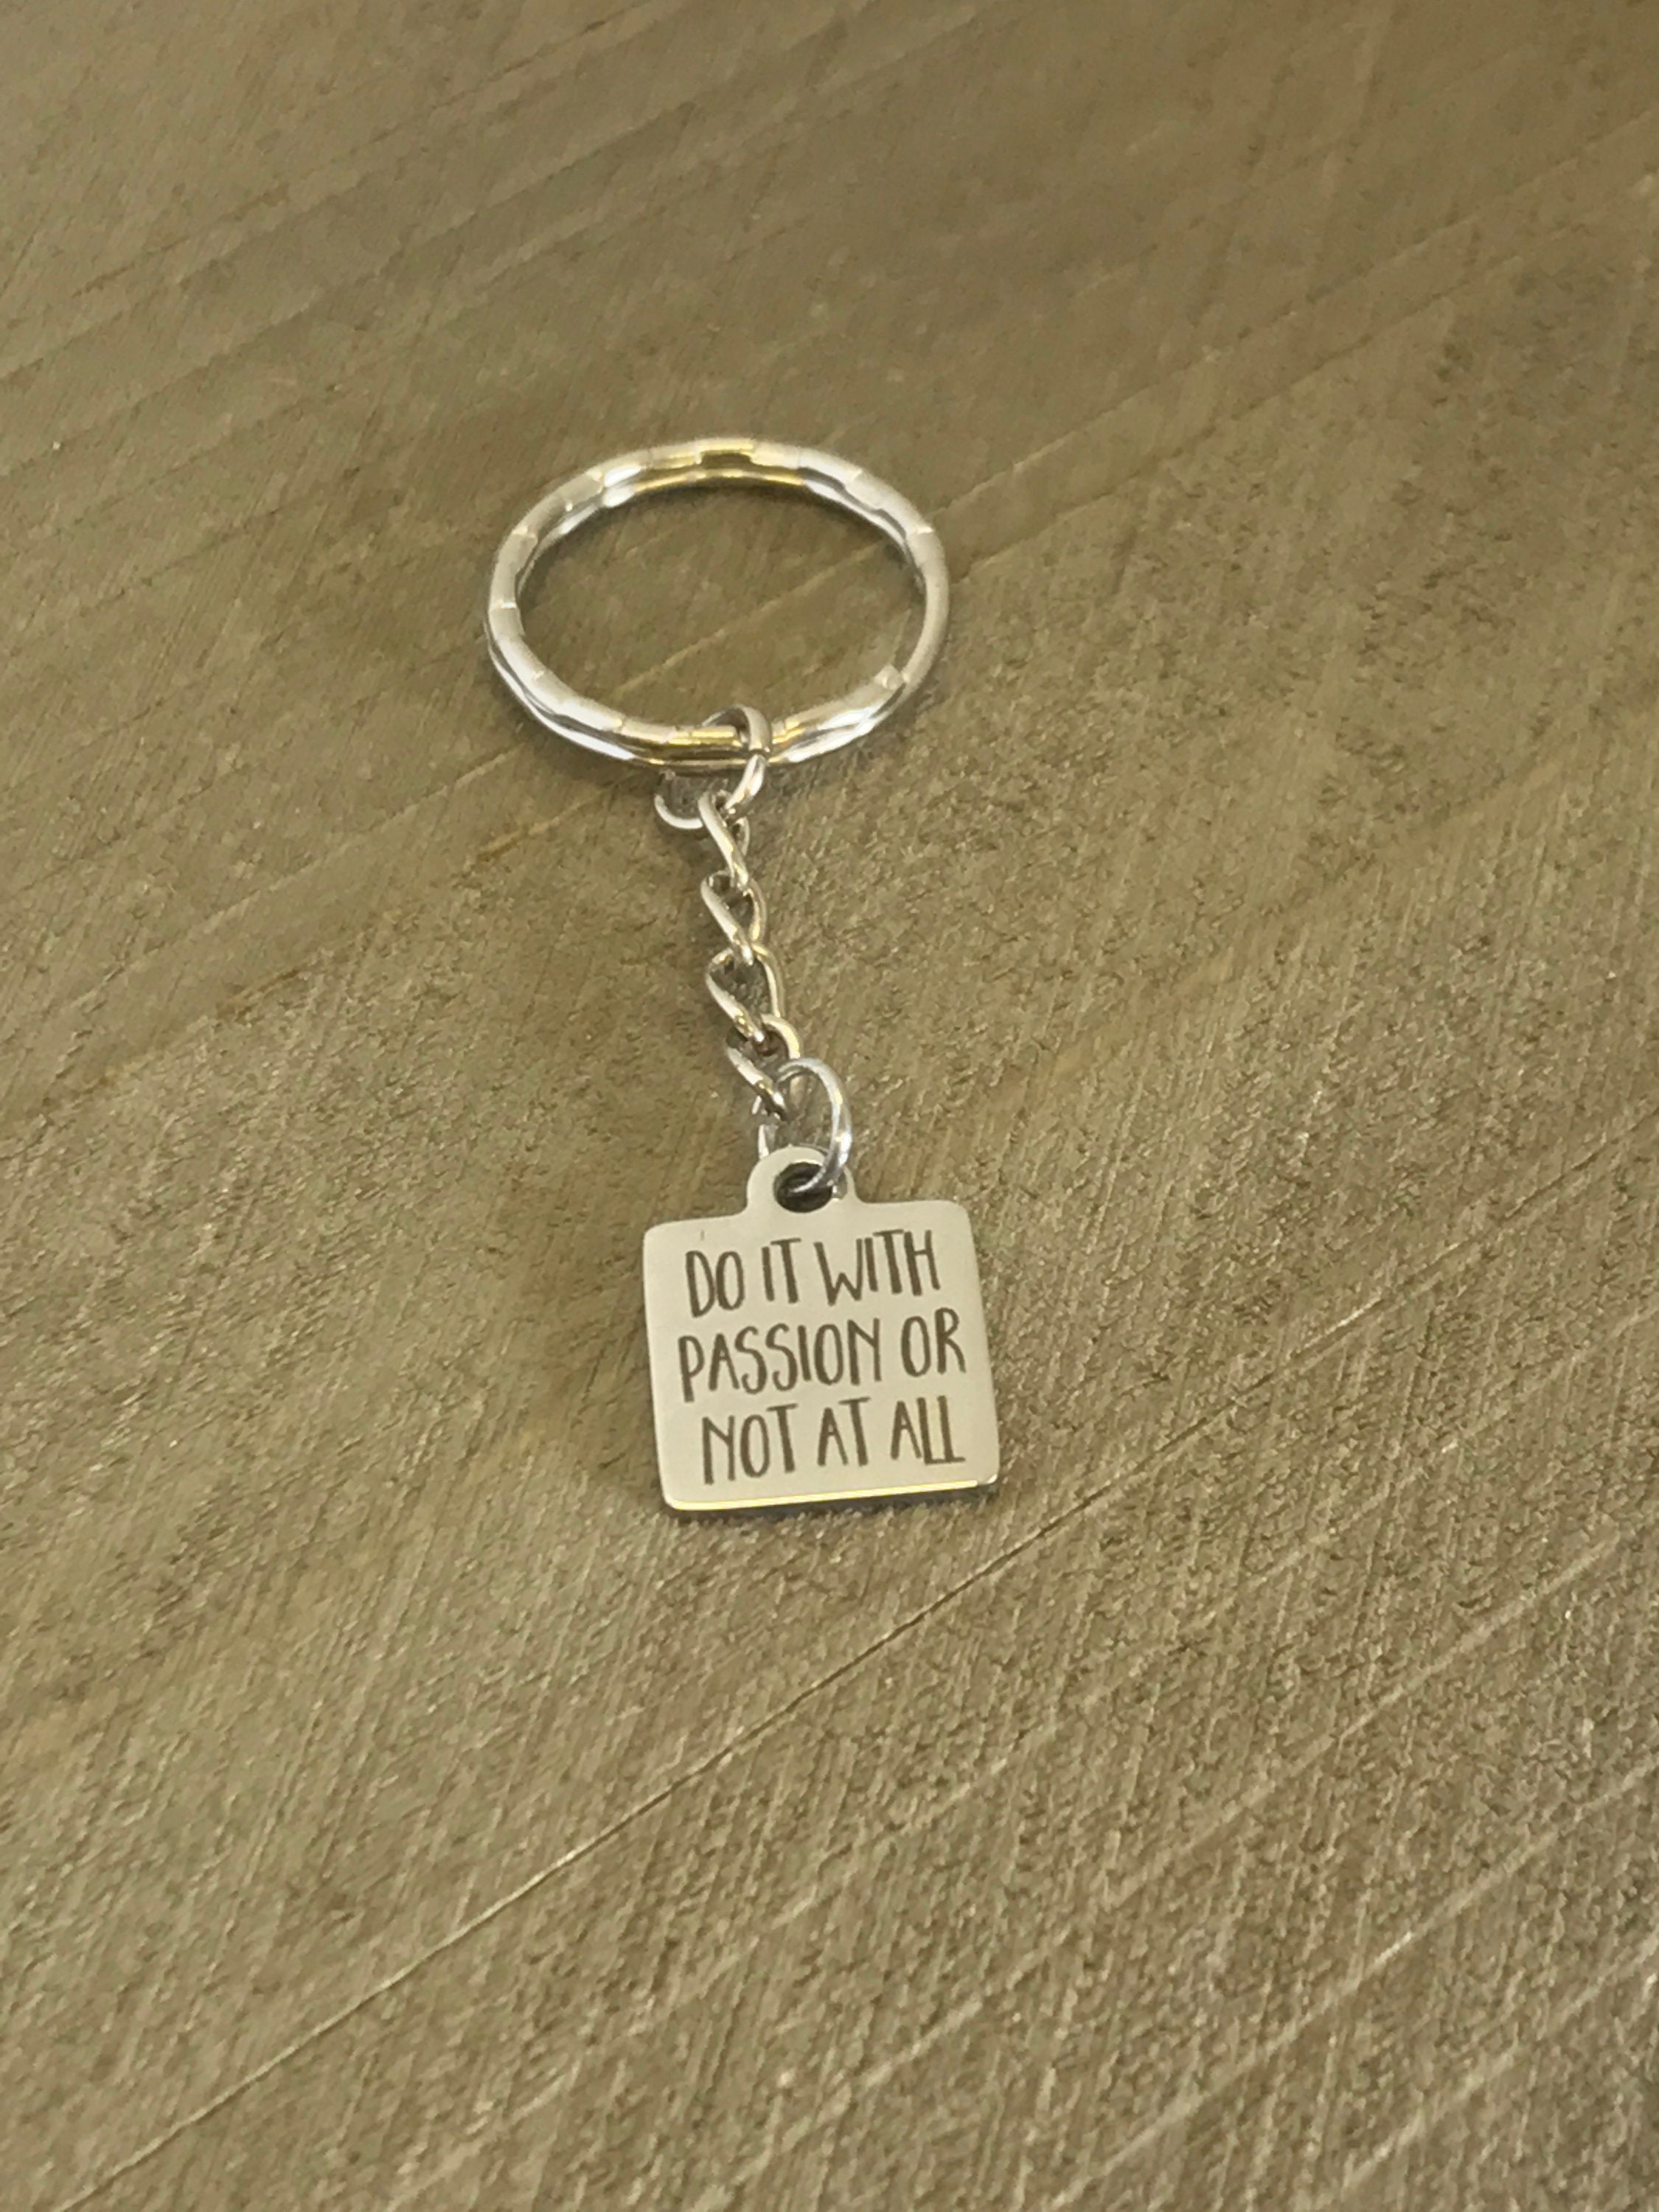 DO IT WITH
PASSION OR
NOT AT ALL